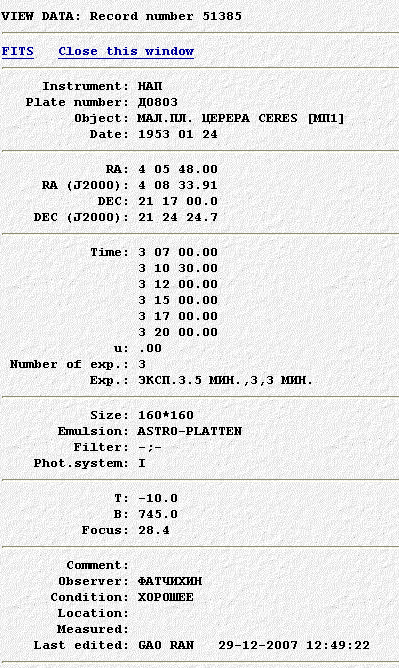 VIEW DATA: Record number 51385
FITS Close this window
Instrument: НАП
Plate number: Д0803
Object: МАЛ.ПЛ. ЦЕРЕРА CERES [МП1]
Date: 1953 01 24
RA: 4 05 48.00
RA (J2000): 4 08 33.91
DEC: 21 17 00.0
DEC (J2000): 21 24 24.7
Time: 3 07 00.00
3 10 30.00
3 12 00.00
3 15 00.00
3 17 00.00
3 20 00.00
u: .00
Number of exp.: 3
Exp.: ЭКСП.3.5 МИН.,3,3 МИН.
Size: 160*160
Emulsion: ASTRO-PLATTEN
Filter: -;-
Phot.system: I
T: -10.0
B: 745.0
Focus: 28.4
Comment:
Observer: ФАТЧИХИН
Condition: ХОРОШЕЕ
Location:
Measured:
Last edited: GAO RAN 29-12-2007 12:49:22